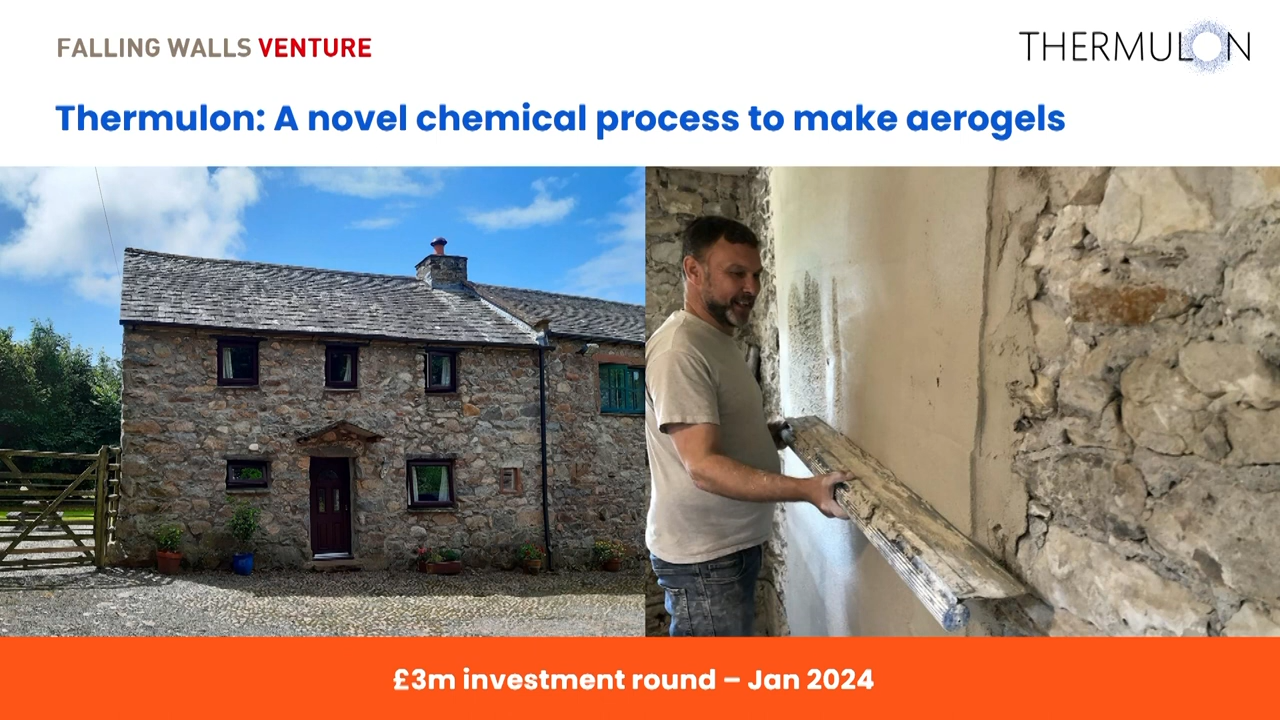 FALLING WALLS VENTURE
THERMULON
Thermulon: A novel chemical process to make aerogels
£3m investment round – Jan 2024